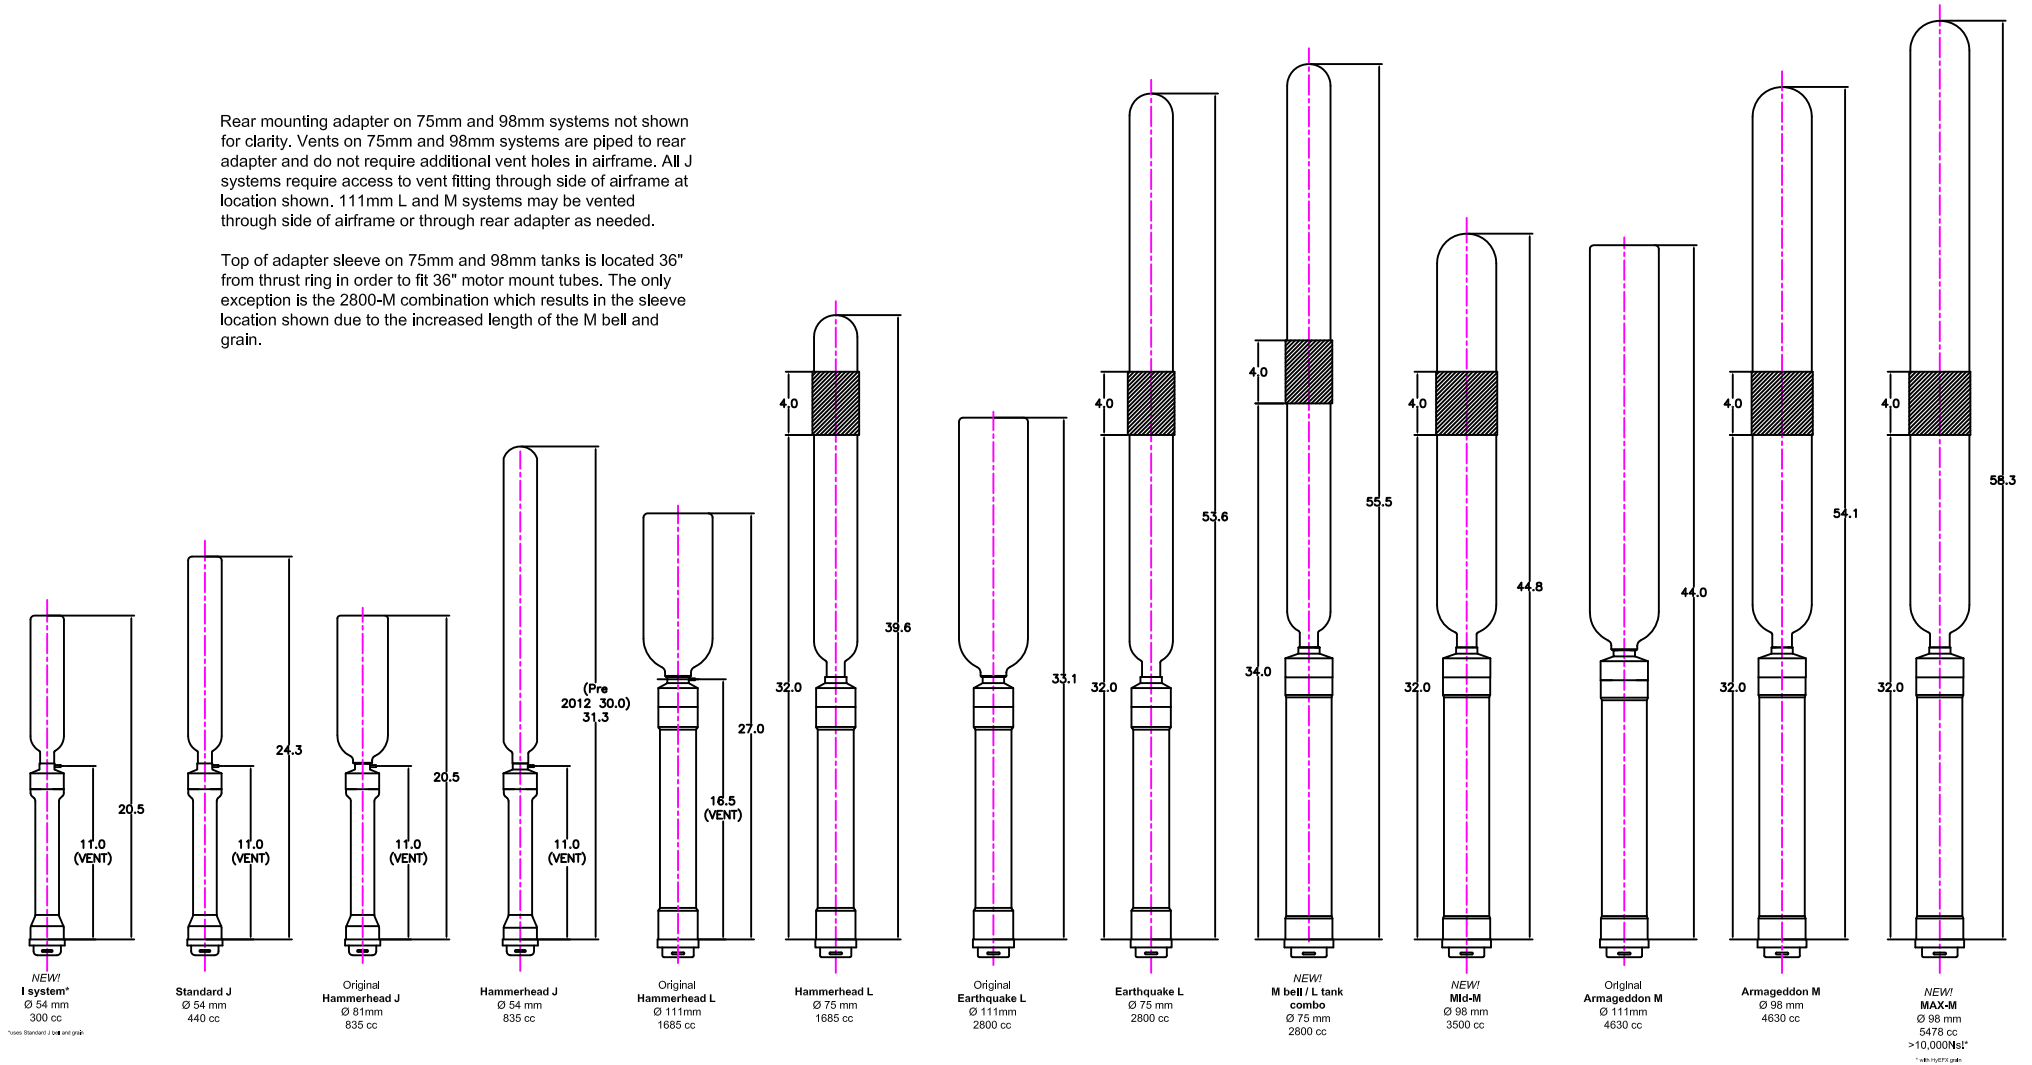 Rear mounting adapter on 75mm and 98mm systems not shown
for clarity. Vents on 75mm and 98mm systems are piped to rear
adapter and do not require additional vent holes in airframe. All J
systems require access to vent fitting through side of airframe at
location shown. 111mm L and M systems may be vented
through side of airframe or through rear adapter as needed.
Top of adapter sleeve on 75mm and 98mm tanks is located 36"
from thrust ring in order to fit 36" motor mount tubes. The only
exception is the 2800-M combination which results in the sleeve
location shown due to the increased length of the M bell and
grain.
20.5
11.0
(VENT)
NEW!
I system*
Ø 54 mm
300 cc
*uses Standard J bell and grain
24.3
11.0
(VENT)
Standard J
Ø 54 mm
440 cc
20.5
11.0
(VENT)
Original
Hammerhead J
Ø 81mm
835 cc
(Pre
2012 30.0)
31.3
11.0
(VENT)
Hammerhead J
Ø 54 mm
835 cc
27.0
16.5
(VENT)
Original
Hammerhead L
Ø 111mm
1685 cc
4.0
39.6
32.0
Hammerhead L
Ø 75 mm
1685 cc
33.1
Original
Earthquake L
Ø 111mm
2800 cc
4.0
53.6
32.0
Earthquake L
Ø 75 mm
2800 cc
4.0
55.5
34.0
NEW!
M bell / L tank
combo
Ø 75 mm
2800 cc
4.0
44.8
32.0
NEW!
Mid-M
Ø 98 mm
3500 cc
44.0
Original
Armageddon M
Ø 111mm
4630 cc
4.0
54.1
32.0
Armageddon M
Ø 98 mm
4630 cc
4.0
58.3
32.0
NEW!
MAX-M
Ø 98 mm
5478 cc
>10,000Ns!*
* with HyEFX grain